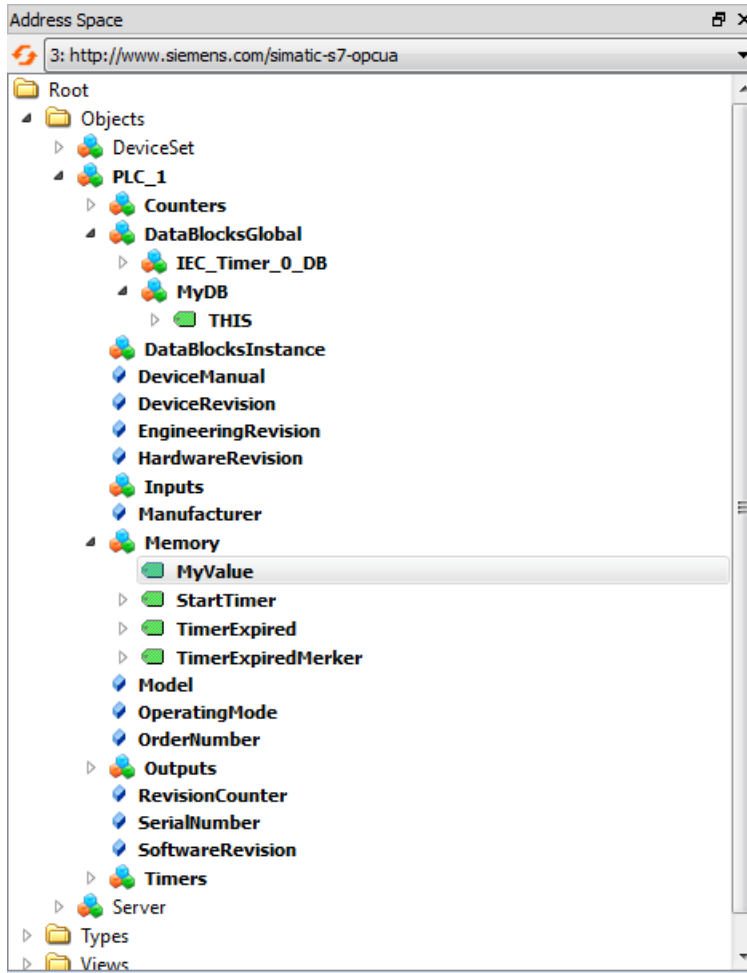 Address Space
3: http://www.siemens.com/simatic-s7-opcua
Root
Objects
DeviceSet
PLC_1
Counters
DataBlocksGlobal
IEC_Timer_0_DB
MyDB
THIS
DataBlocksInstance
DeviceManual
DeviceRevision
EngineeringRevision
HardwareRevision
Inputs
Manufacturer
Memory
MyValue
StartTimer
TimerExpired
TimerExpiredMerker
Model
OperatingMode
OrderNumber
Outputs
RevisionCounter
SerialNumber
SoftwareRevision
Timers
Server
Types
Views